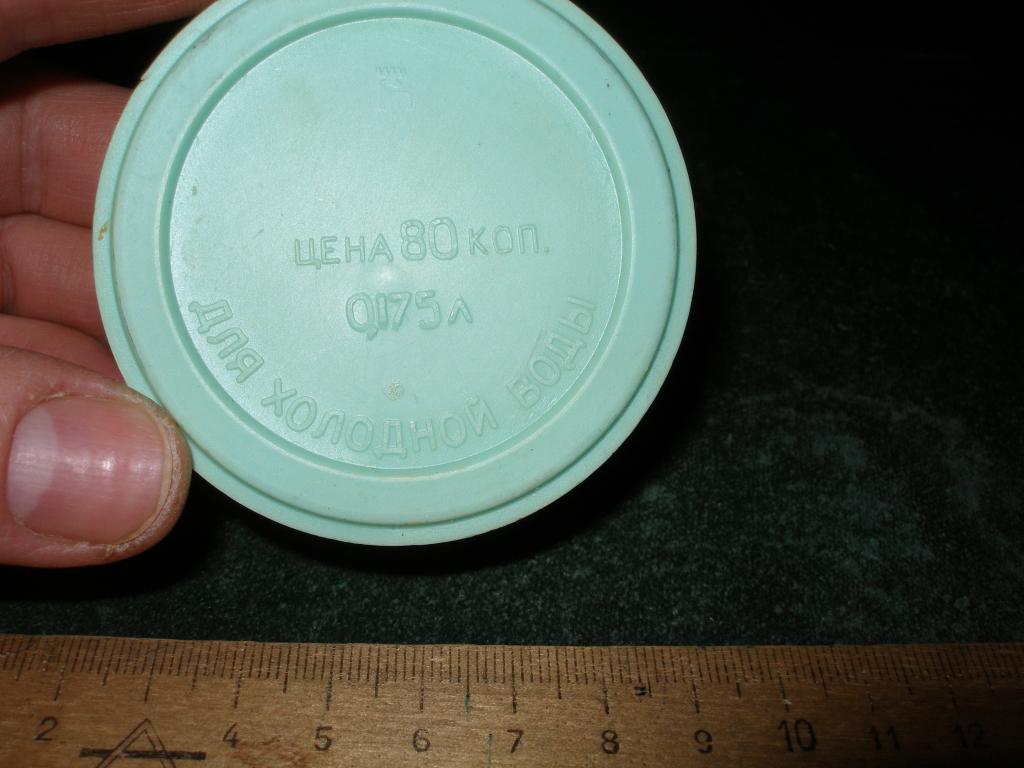 ЦЕНА 80 КОП.
0,175 л
ДЛЯ ХОЛОДНОЙ ВОДЫ
2 4 5 6 7 8 9 10 11 12